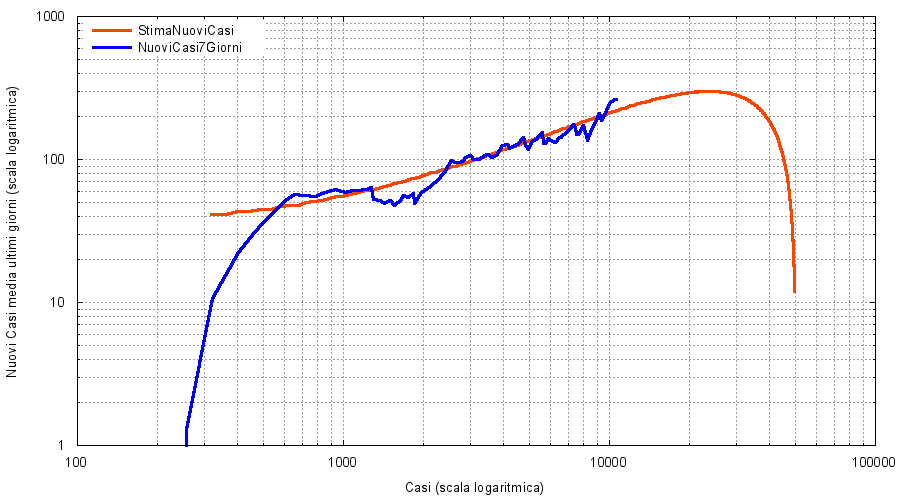 1000
StimaNuoviCasi
NuoviCasi7Giorni
100
10
1
Nuovi Casi media ultimi giorni (scala logaritmica)
100
1000
10000
100000
Casi (scala logaritmica)